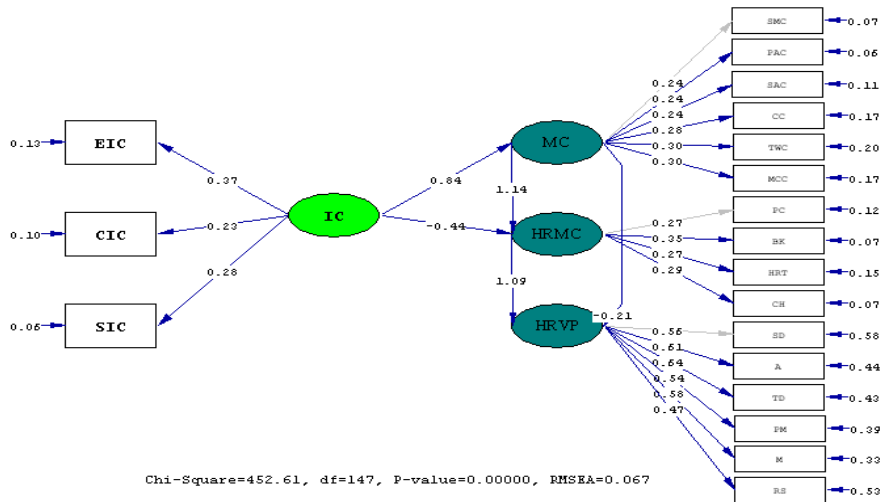 SMC 0.07
PAC 0.06
0.24
SAC 0.11
0.24
0.24
CC 0.17
0.28
0.13 EIC MC TWC 0.20
0.30
0.30
MCC 0.17
0.37 0.84
1.14
PC 0.12
IC 0.27
0.10 CIC 0.23 -0.44 HRMC 0.35 BK 0.07
0.27
HRT 0.15
0.28 0.29
1.09 CH 0.07
-0.21
0.06 SIC HRVP 0.56 SD 0.58
0.61
0.64 A 0.44
0.54
0.58 TD 0.43
0.47
PM 0.39
M 0.33
Chi-Square=452.61, df=147, P-value=0.00000, RMSEA=0.067
RS 0.53